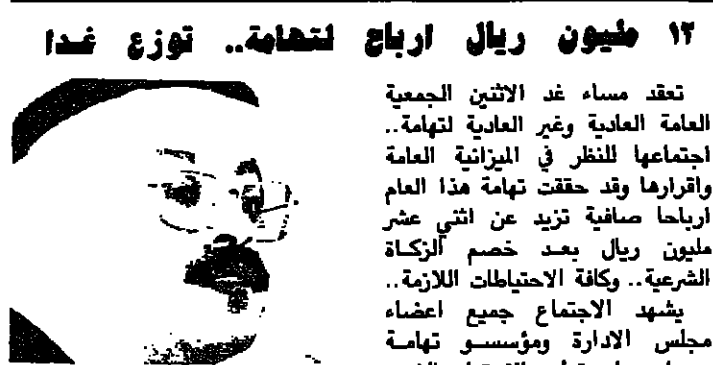 ١٢ مليون ريال ارباح لتهامة.. توزع غدا
تعقد مساء غد الاثنين الجمعية
العامة العادية وغير العادية لتهامة..
اجتماعها للنظر في الميزانية العامة
واقرارها وقد حققت تهامة هذا العام
ارباحا صافية تزيد عن اثني عشر
مليون ريال بعد خصم الزكاة
الشرعية.. وكافة الاحتياطات اللازمة..
يشهد الاجتماع جميع اعضاء
مجلس الادارة ومؤسسو تهامة